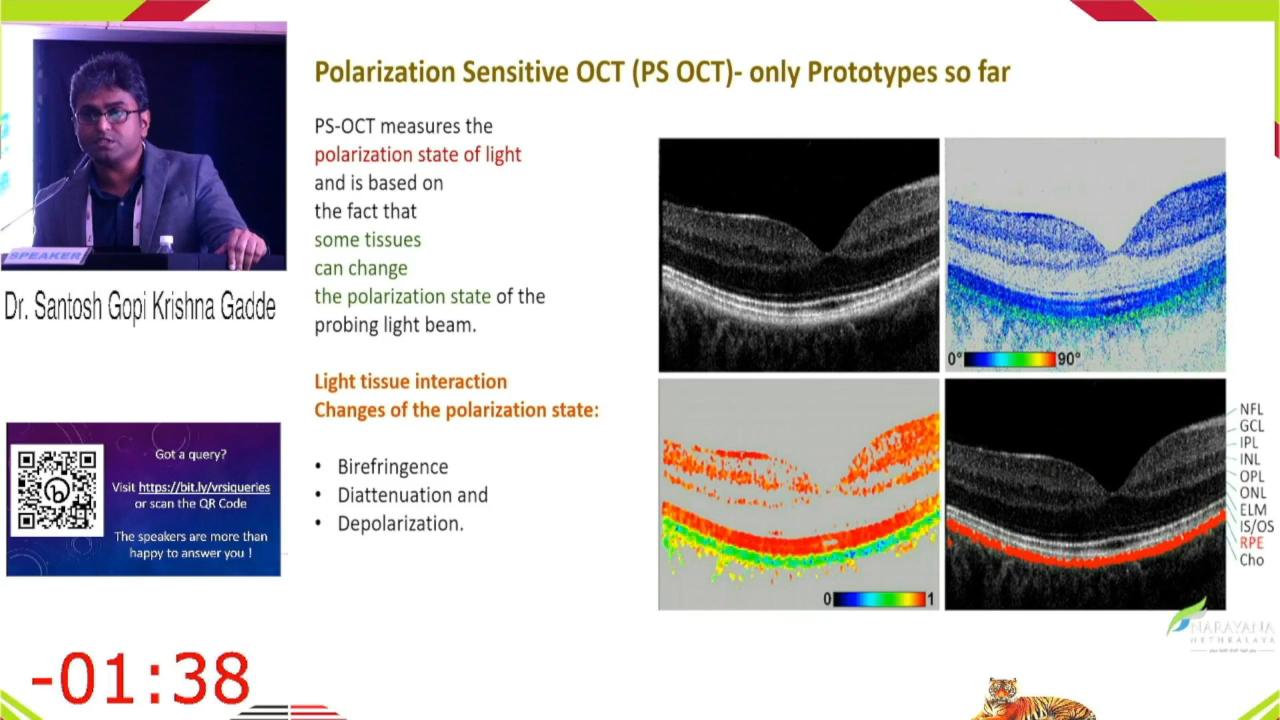 Polarization Sensitive OCT (PS OCT)- only Prototypes so far
PS-OCT measures the
polarization state of light
and is based on
the fact that
some tissues
can change
the polarization state of the
probing light beam.
Light tissue interaction
Changes of the polarization state:
• Birefringence
• Diattenuation and
• Depolarization.
SPEAKER
Dr. Santosh Gopi Krishna Gadde
Got a query?
Visit https://bit.ly/vrsiqueries
or scan the QR Code
The speakers are more than
happy to answer you !
-01:38
0° 90°
0 1
NFL
GCL
IPL
INL
OPL
ONL
ELM
IS/OS
RPE
Cho
NARAYANA
NETHRALAYA